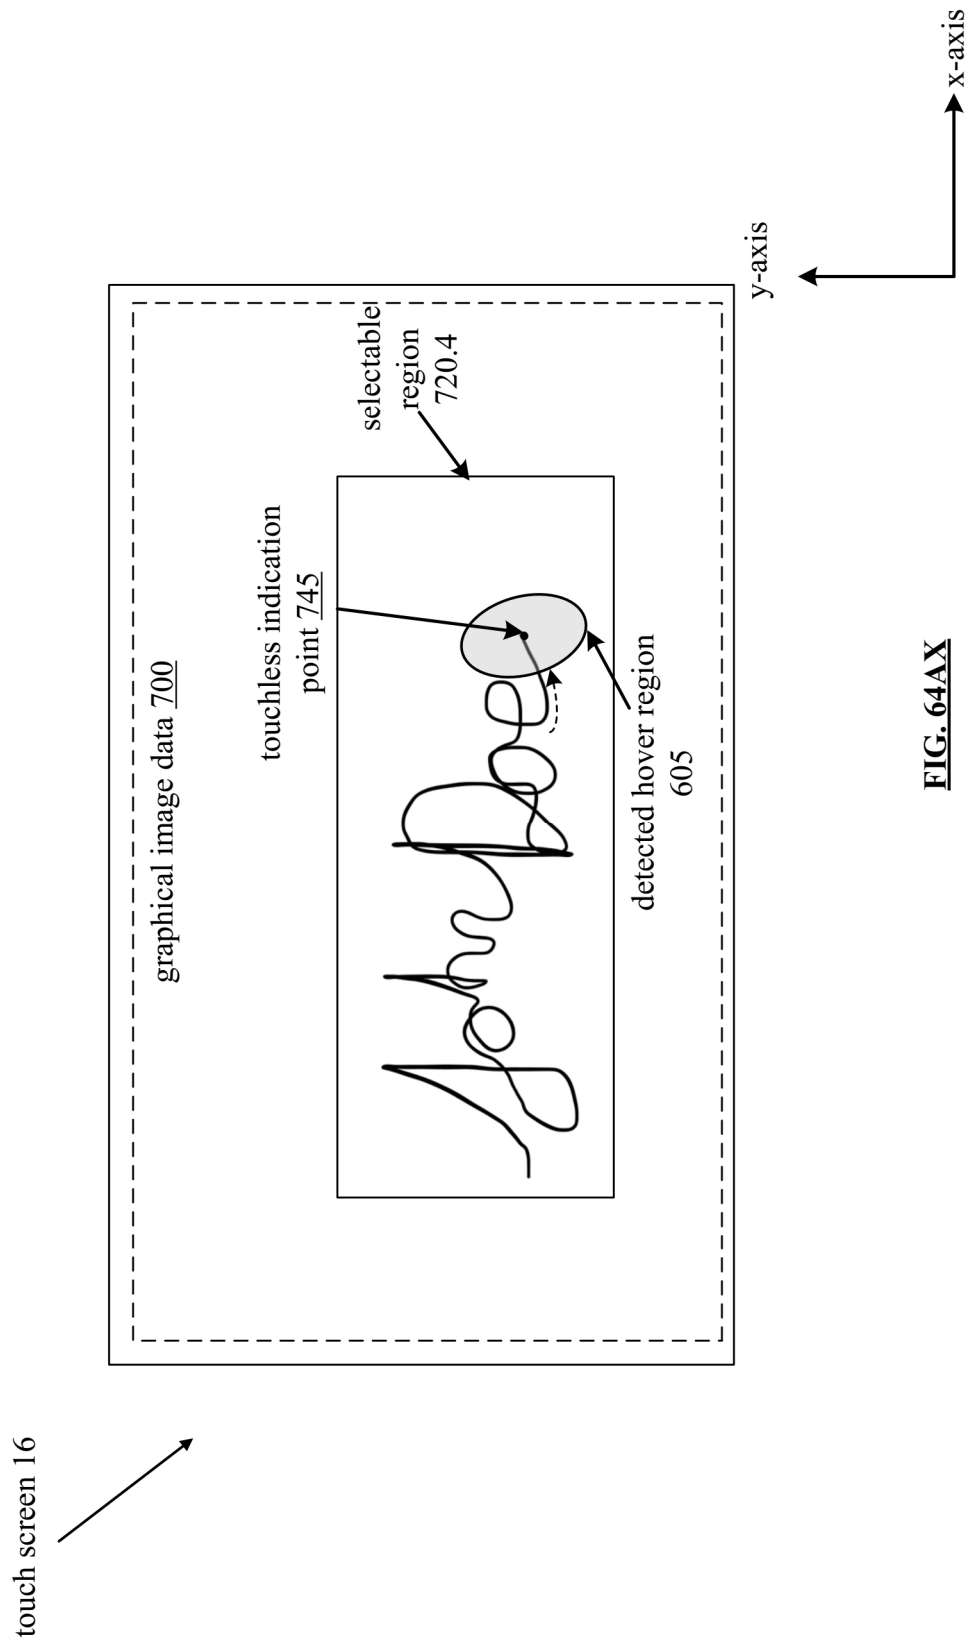 touch screen 16
graphical image data 700
touchless indication
point 745
selectable
region
720.4
John Doe
detected hover region
605
y-axis
x-axis
FIG. 64AX